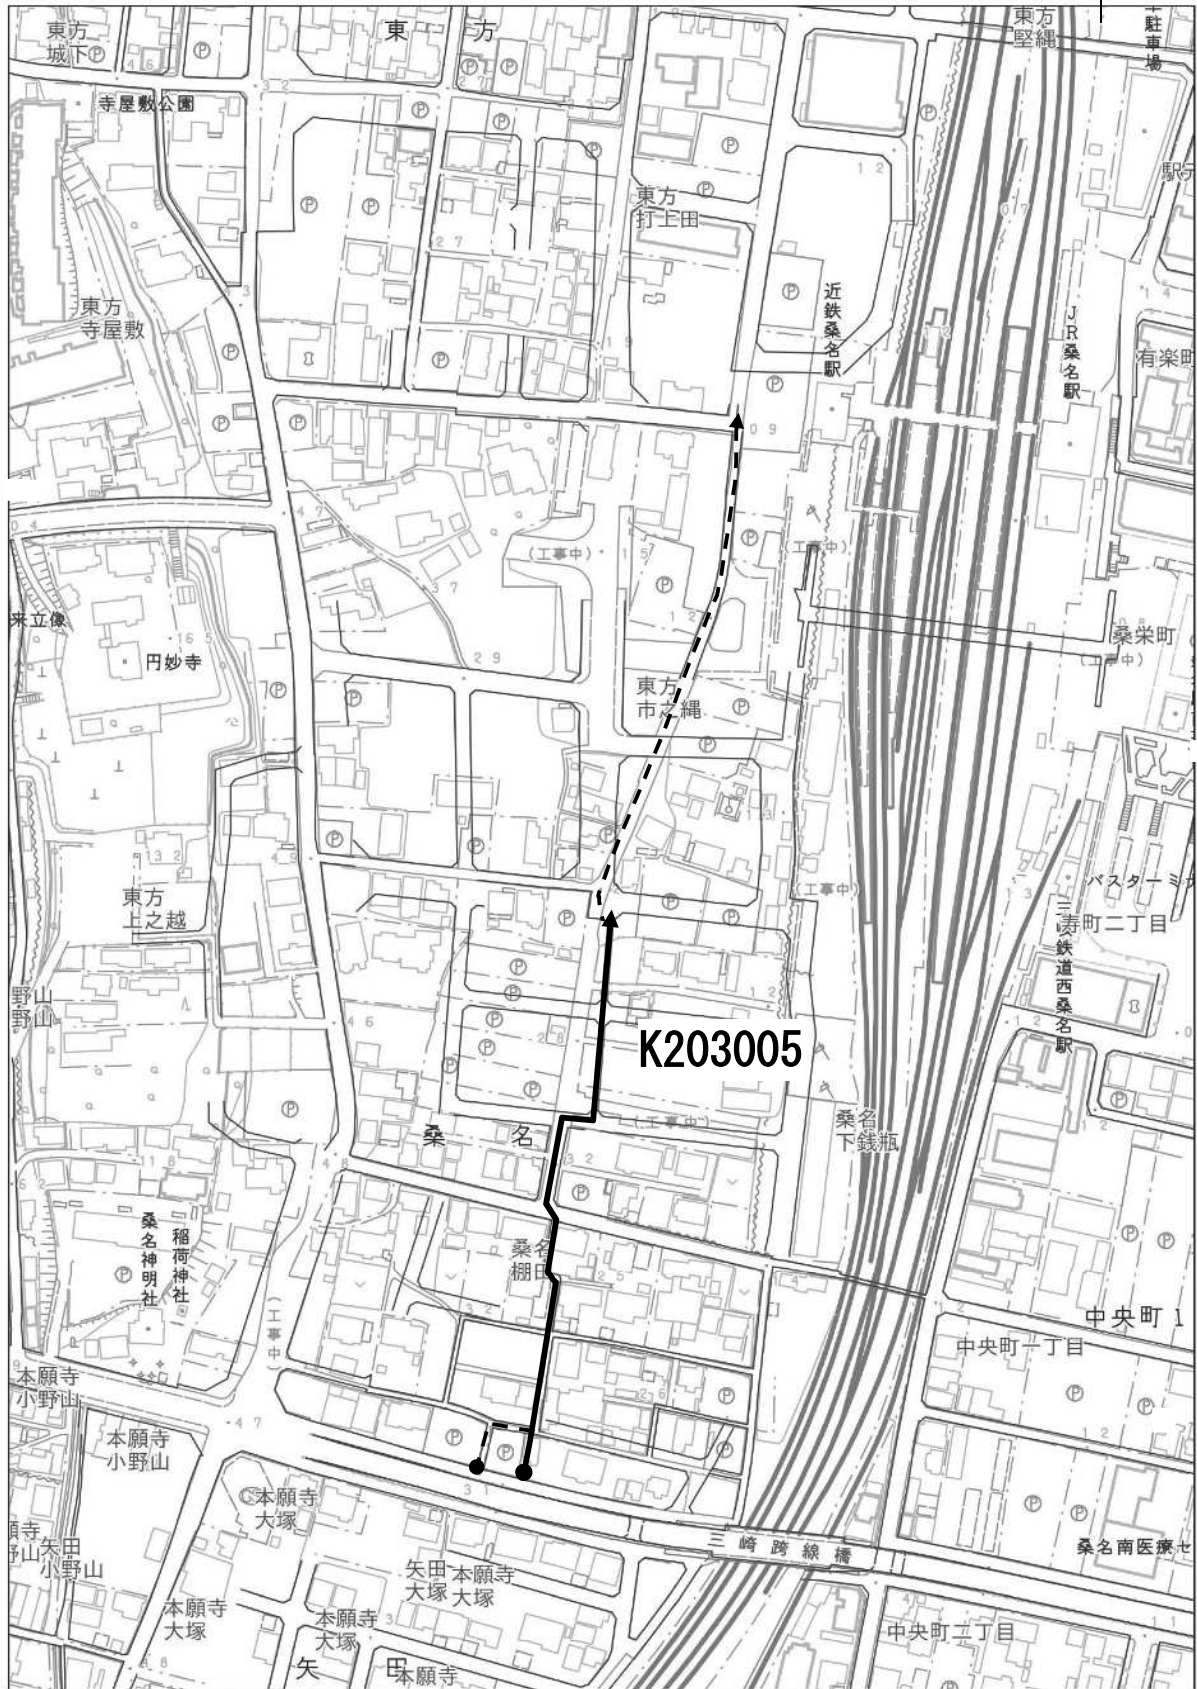 東方
城下
東方
東方
堅縄
駐車場
寺屋敷公園
東方
打上田
東方
寺屋敷
近鉄桑名駅
JR桑名駅
有楽町
(工事中)
(工事中)
来立像
円妙寺
桑栄町
(工事中)
東方
市之縄
東方
上之越
(工事中)
バスターミナ
寿町二丁目
鉄道西桑名駅
野山
野山
K203005
桑名
(工事中)
桑名
下銭瓶
桑名神明社
稲荷神社
桑名
棚田
(工事中)
中央町1
中央町一丁目
本願寺
小野山
本願寺
小野山
本願寺
大塚
三崎跨線橋
桑名南医療セ
矢田
小野山
矢田
大塚
本願寺
大塚
本願寺
大塚
本願寺
大塚
中央町二丁目
矢田
本願寺